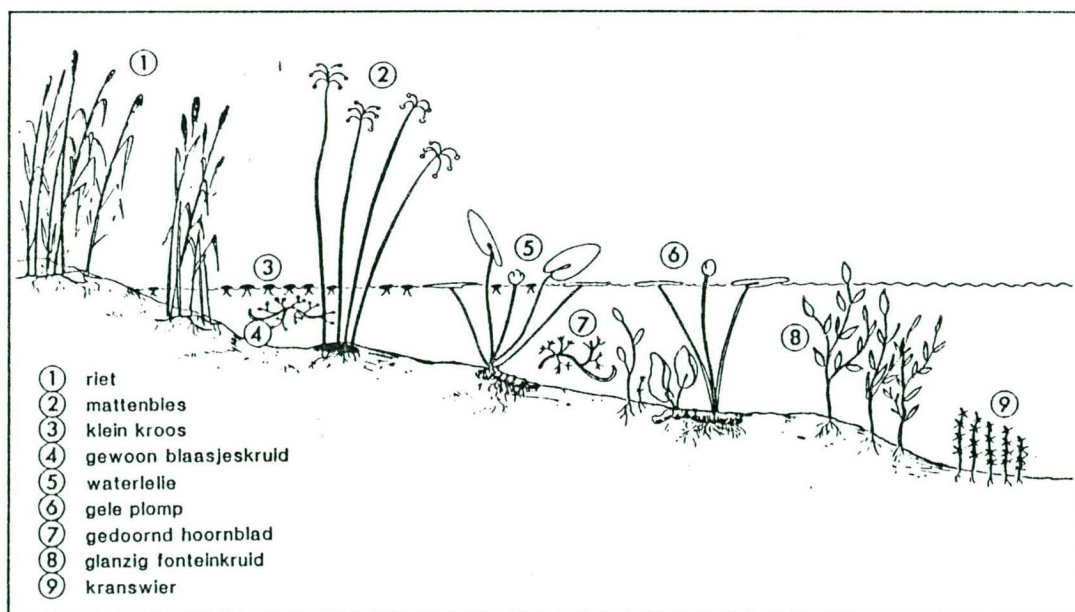 1
2
3
4
5
6
7
8
9
1 riet
2 mattenbies
3 klein kroos
4 gewoon blaasjeskruid
5 waterlelie
6 gele plomp
7 gedoornd hoornblad
8 glanzig fonteinkruid
9 kranswier